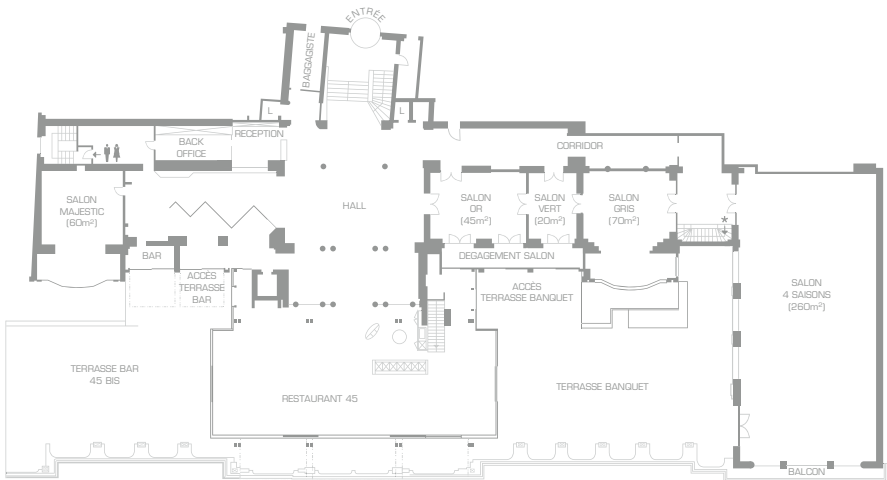 ENTRÉE
BAGGAGISTE
L
L
RECEPTION
BACK
OFFICE
CORRIDOR
SALON
MAJESTIC
(60m²)
HALL
SALON
OR
(45m²)
SALON
VERT
(20m²)
SALON
GRIS
(70m²)
*
BAR
DEGAGEMENT SALON
ACCÈS
TERRASSE
BAR
ACCÈS
TERRASSE BANQUET
SALON
4 SAISONS
(260m²)
TERRASSE BAR
45 BIS
RESTAURANT 45
TERRASSE BANQUET
BALCON